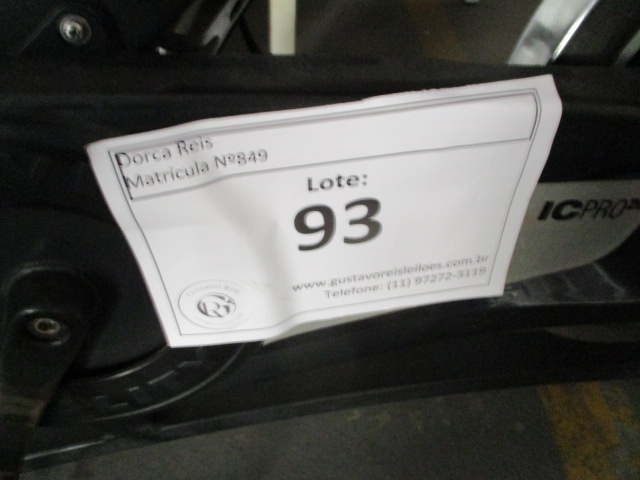 Dorca Reis
Matrícula Nº849
Lote:
93
www.gustavoreisleiloes.com.br
Telefone: (11) 97272-3119
ICPRO